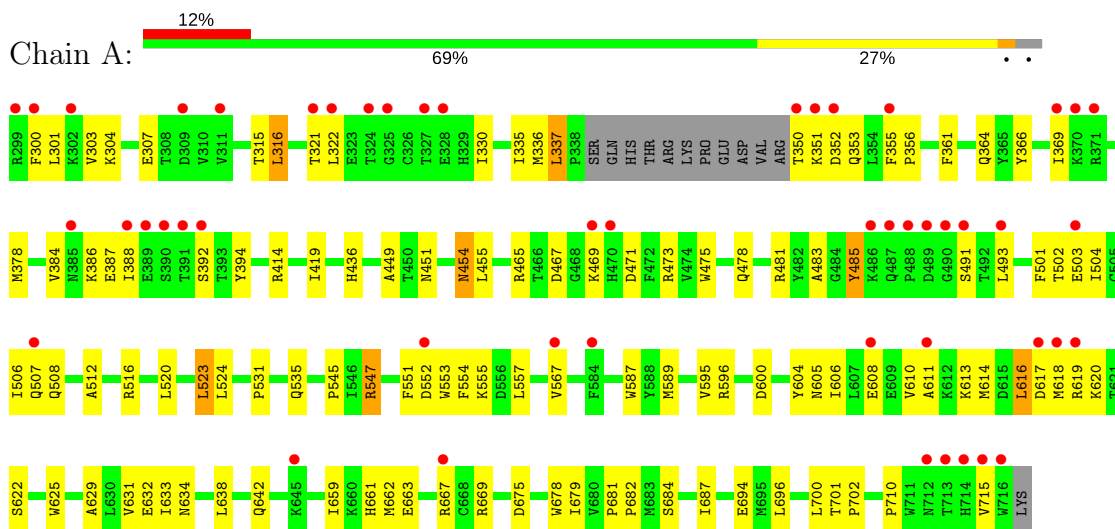 12%
Chain A:
69% 27% • •
R299 F300 L301 K302 V303 K304 E307 T308 D309 V310 V311 T315 L316 T321 L322 E323 T324 G325 C326 T327 E328 H329 I330 I335 M336 L337 P338 SER GLN HIS THR ARG LYS PRO GLU ASP VAL ARG T350 K351 D352 Q353 L354 F355 P356 F361 Q364 Y365 Y366 I369 K370 R371
M378 V384 N385 K386 E387 I388 E389 S390 T391 S392 T393 Y394 R414 I419 H436 A449 T450 N451 N454 L455 R465 T466 D467 G468 K469 H470 D471 F472 R473 V474 W475 Q478 R481 Y482 A483 G484 Y485 K486 Q487 P488 D489 G490 S491 T492 L493 F501 T502 E503 I504 G505
I506 Q507 Q508 A512 R516 L520 L523 L524 P531 Q535 P545 I546 R547 F551 D552 W553 F554 K555 D556 L557 V567 F584 W587 Y588 M589 V595 R596 D600 Y604 N605 I606 L607 E608 E609 V610 A611 K612 K613 M614 D615 L616 D617 M618 R619 K620 T621
S622 W625 A629 L630 V631 E632 I633 N634 L638 Q642 K645 I659 K660 H661 M662 E663 R667 C668 R669 D675 W678 I679 V680 P681 P682 M683 S684 I687 E694 M695 L696 L700 T701 P702 P710 W711 N712 T713 H714 V715 W716 LYS